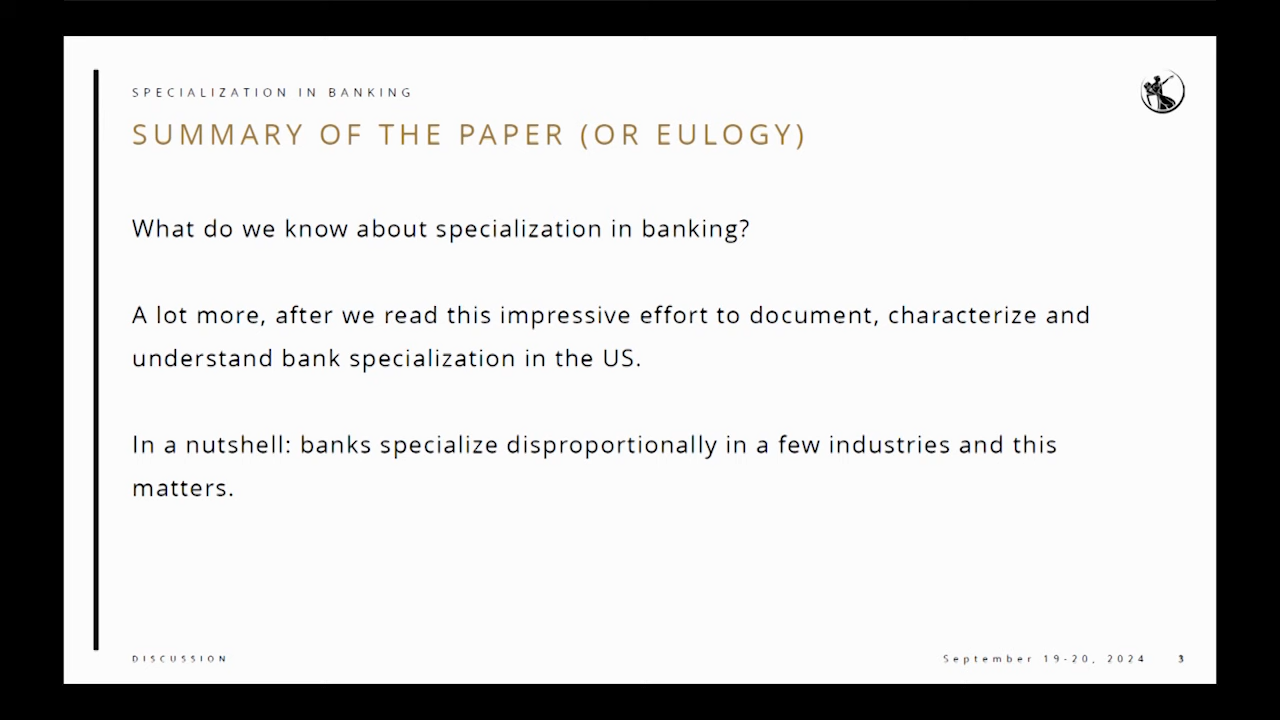 SPECIALIZATION IN BANKING
SUMMARY OF THE PAPER (OR EULOGY)
What do we know about specialization in banking?
A lot more, after we read this impressive effort to document, characterize and
understand bank specialization in the US.
In a nutshell: banks specialize disproportionally in a few industries and this
matters.
DISCUSSION
September 19-20, 2024 3